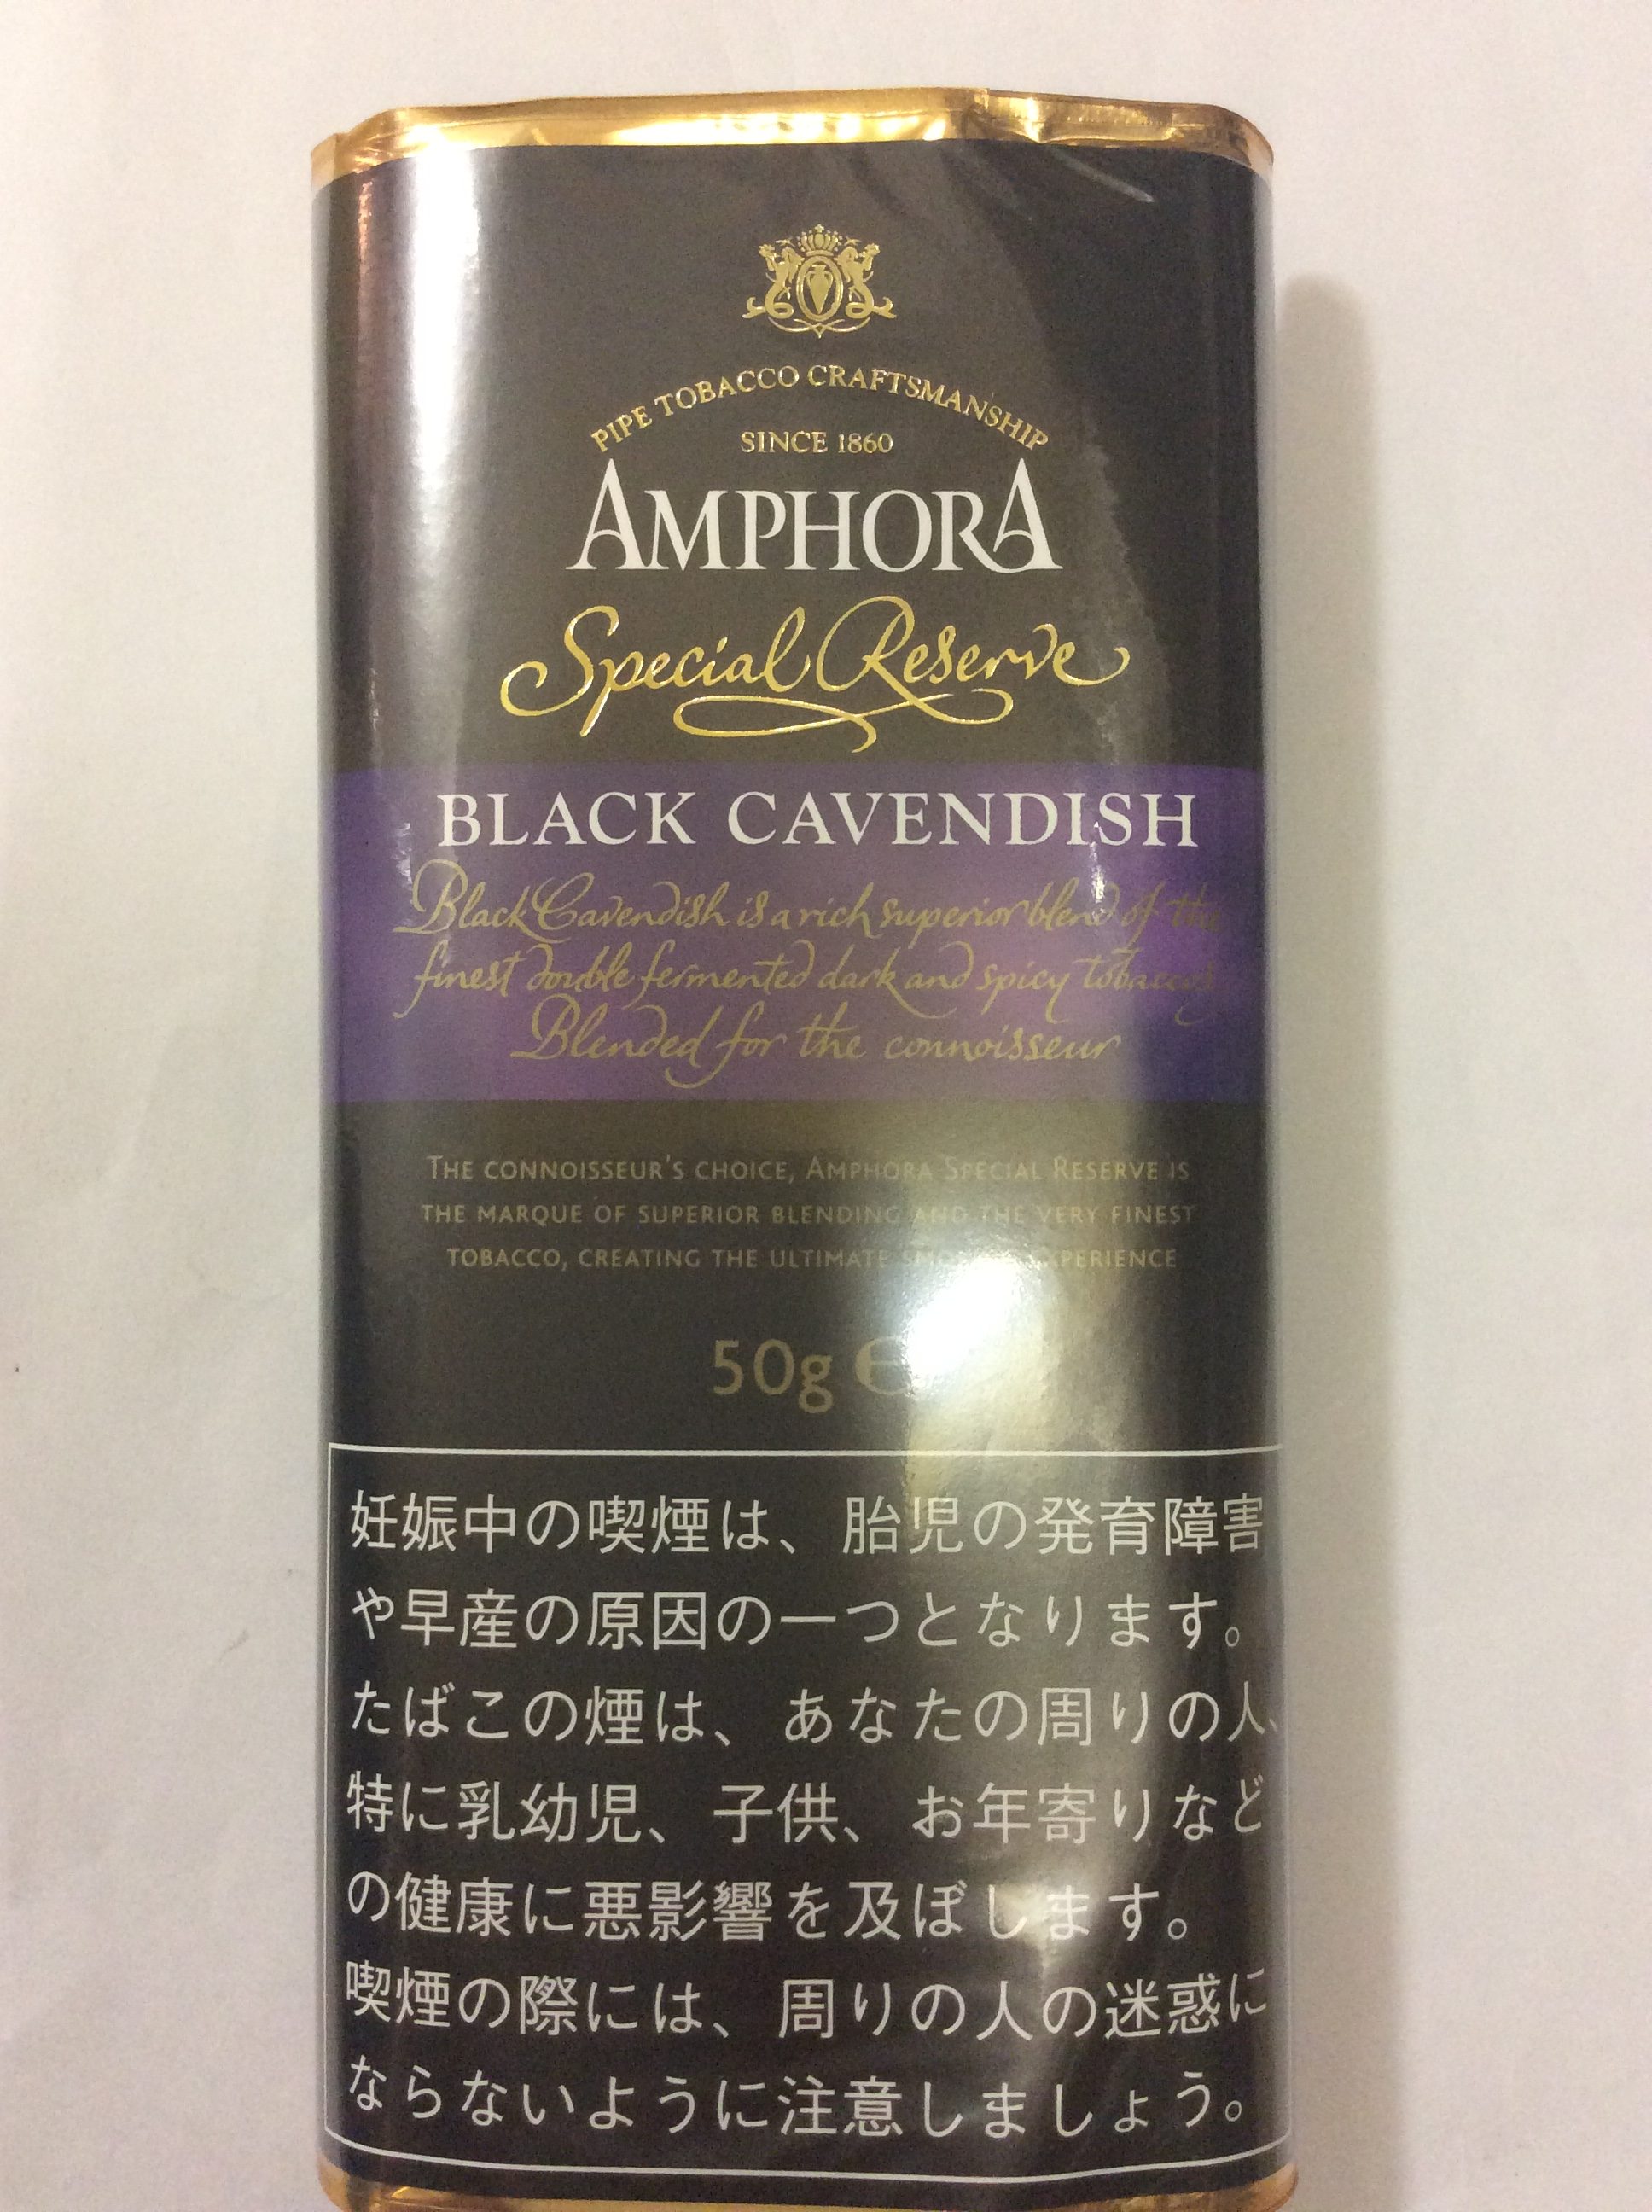 PIPE TOBACCO CRAFTSMANSHIP
SINCE 1860
AMPHORA
Special Reserve
BLACK CAVENDISH
Black Cavendish is a rich superior blend of the
finest double fermented dark and spicy tobaccos
Blended for the connoisseur
THE CONNOISSEUR'S CHOICE, AMPHORA SPECIAL RESERVE IS
THE MARQUE OF SUPERIOR BLENDING AND THE VERY FINEST
TOBACCO, CREATING THE ULTIMATE SMOKING EXPERIENCE
50g ℮
妊娠中の喫煙は、胎児の発育障害
や早産の原因の一つとなります。
たばこの煙は、あなたの周りの人、
特に乳幼児、子供、お年寄りなど
の健康に悪影響を及ぼします。
喫煙の際には、周りの人の迷惑に
ならないように注意しましょう。